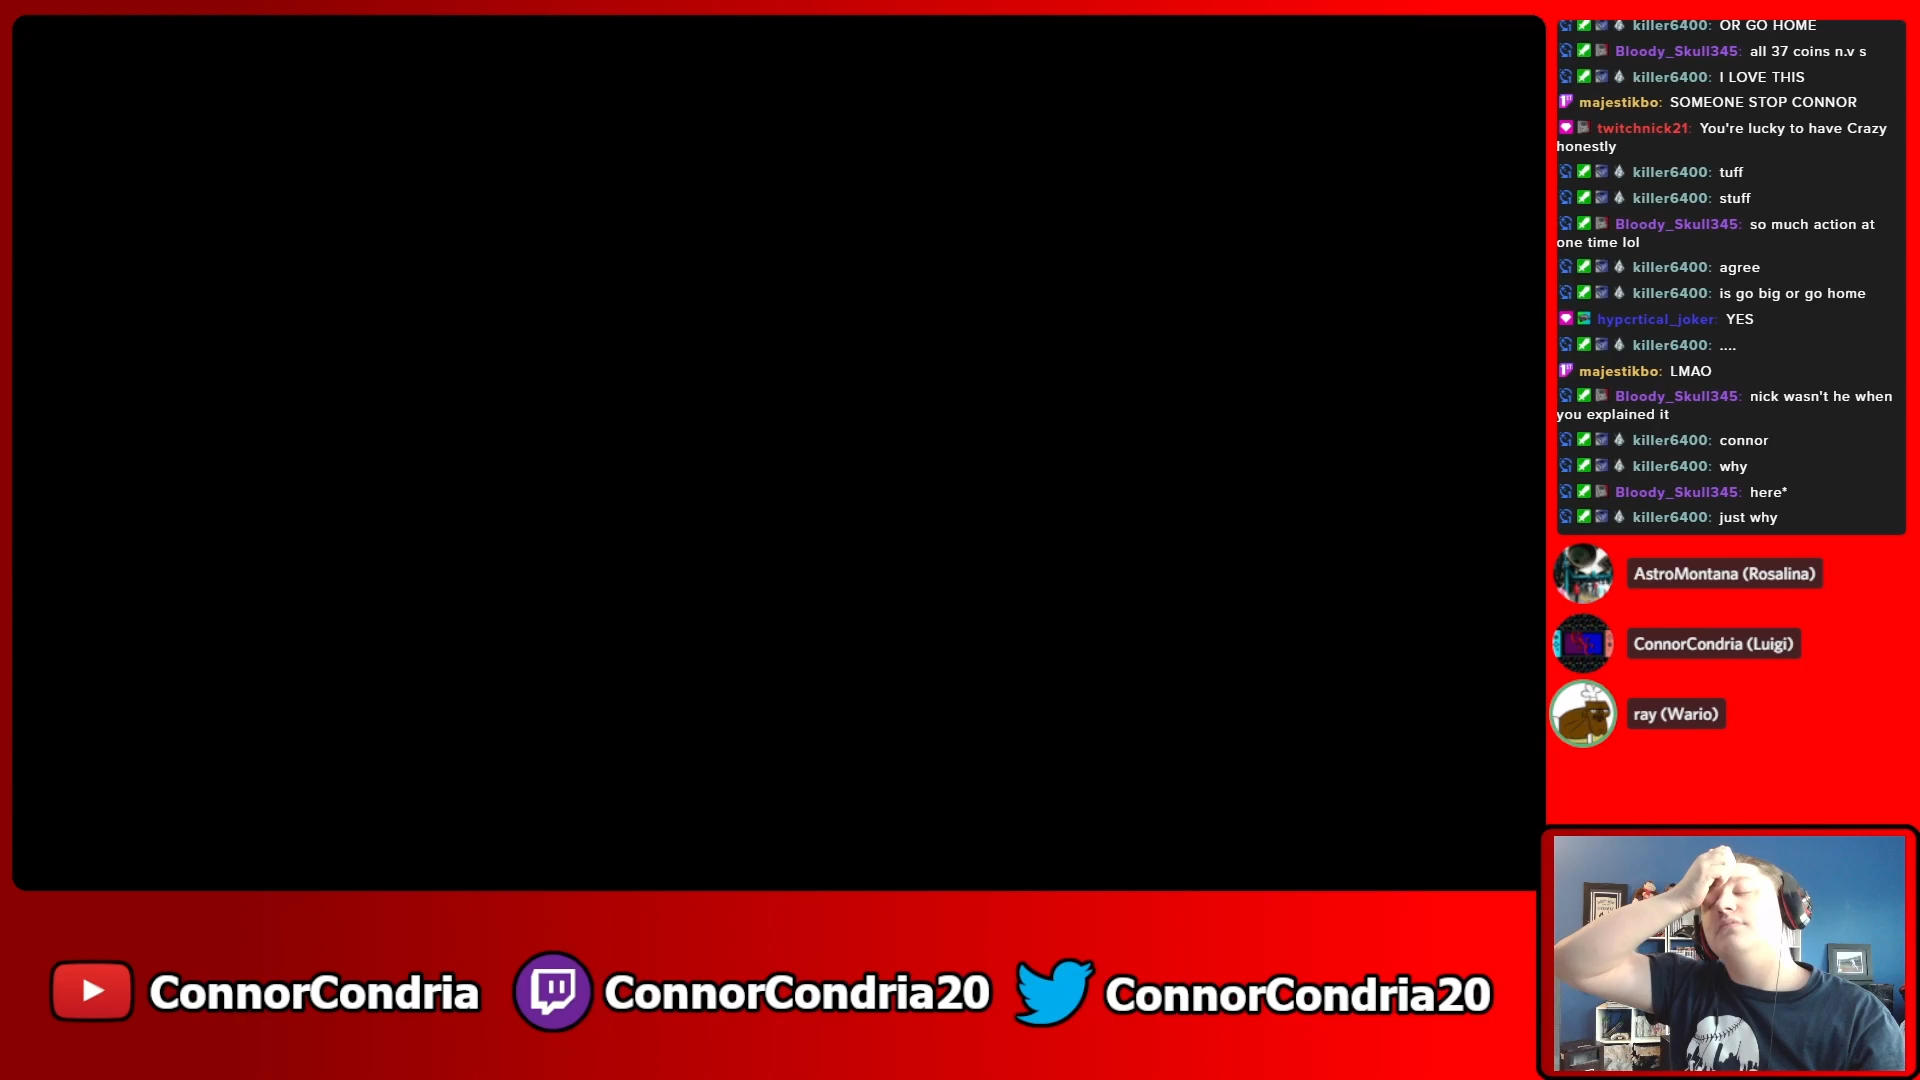 killer6400: OR GO HOME
Bloody_Skull345: all 37 coins n.v s
killer6400: I LOVE THIS
majestikbo: SOMEONE STOP CONNOR
twitchnick21: You're lucky to have Crazy
honestly
killer6400: tuff
killer6400: stuff
Bloody_Skull345: so much action at
one time lol
killer6400: agree
killer6400: is go big or go home
hypcrtical_joker: YES
killer6400: ....
majestikbo: LMAO
Bloody_Skull345: nick wasn't he when
you explained it
killer6400: connor
killer6400: why
Bloody_Skull345: here*
killer6400: just why
AstroMontana (Rosalina)
ConnorCondria (Luigi)
ray (Wario)
ConnorCondria
ConnorCondria20
ConnorCondria20